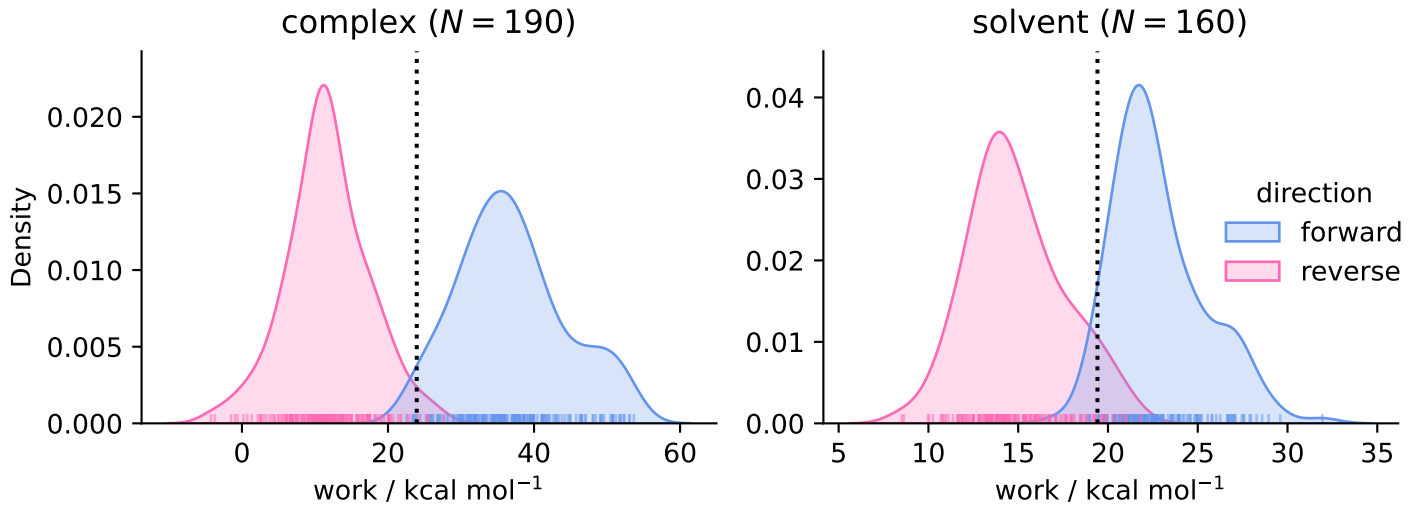 complex (N = 190)
Density
0.020
0.015
0.010
0.005
0.000
0 20 40 60
work / kcal mol⁻¹
solvent (N = 160)
0.04
0.03
0.02
0.01
0.00
5 10 15 20 25 30 35
work / kcal mol⁻¹
direction
forward
reverse